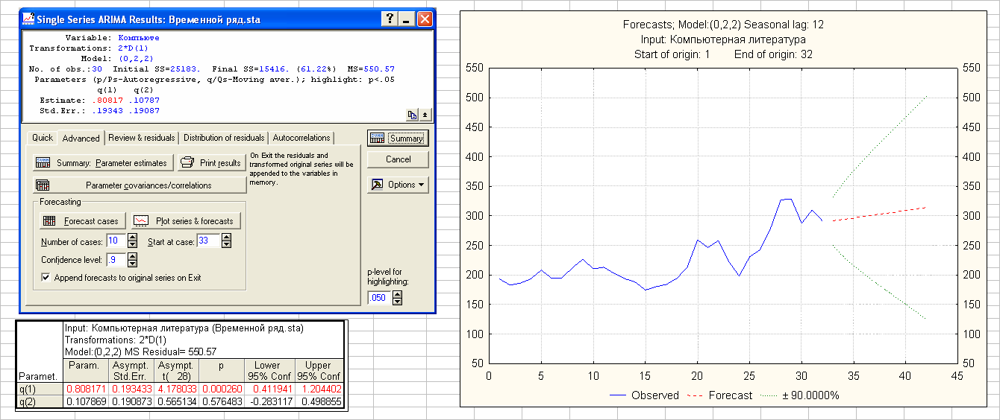 Single Series ARIMA Results: Временной ряд.sta
Variable: Компьюте
Transformations: 2*D(1)
Model: (0,2,2)
No. of obs.:30 Initial SS=25183. Final SS=15416. (61.22%) MS=550.57
Parameters (p/Ps-Autoregressive, q/Qs-Moving aver.); highlight: p<.05
q(1) q(2)
Estimate: .80817 .10787
Std.Err.: .19343 .19087
Quick Advanced Review & residuals Distribution of residuals Autocorrelations
Summary
Cancel
Options
Summary: Parameter estimates
Print results
On Exit the residuals and
transformed original series will be
appended to the variables in
memory.
Parameter covariances/correlations
Forecasting
Forecast cases
Plot series & forecasts
Number of cases: 10 Start at case: 33
Confidence level: .9
Append forecasts to original series on Exit
p-level for
highlighting:
.050
Input: Компьютерная литература (Временной ряд.sta)
Transformations: 2*D(1)
Model:(0,2,2) MS Residual= 550.57
Paramet.
Param. Asympt. Asympt. p Lower Upper
Std.Err. t( 28) 95% Conf 95% Conf
q(1) 0.808171 0.193433 4.178033 0.000260 0.411941 1.204402
q(2) 0.107869 0.190873 0.565134 0.576483 -0.283117 0.498855
Forecasts; Model:(0,2,2) Seasonal lag: 12
Input: Компьютерная литература
Start of origin: 1 End of origin: 32
550 550
500 500
450 450
400 400
350 350
300 300
250 250
200 200
150 150
100 100
50 50
0 5 10 15 20 25 30 35 40 45
Observed Forecast ± 90.0000%